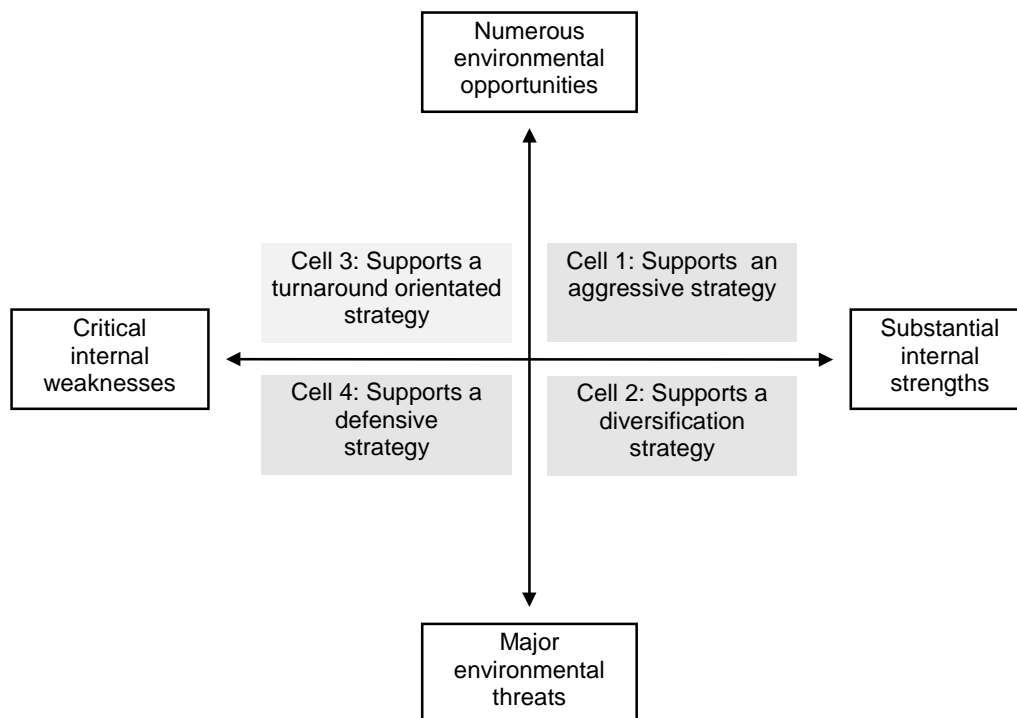 Numerous
environmental
opportunities
Cell 3: Supports a
turnaround orientated
strategy
Cell 1: Supports  an
aggressive strategy
Critical
internal
weaknesses
Substantial
internal
strengths
Cell 4: Supports a
defensive
strategy
Cell 2: Supports a
diversification
strategy
Major
environmental
threats